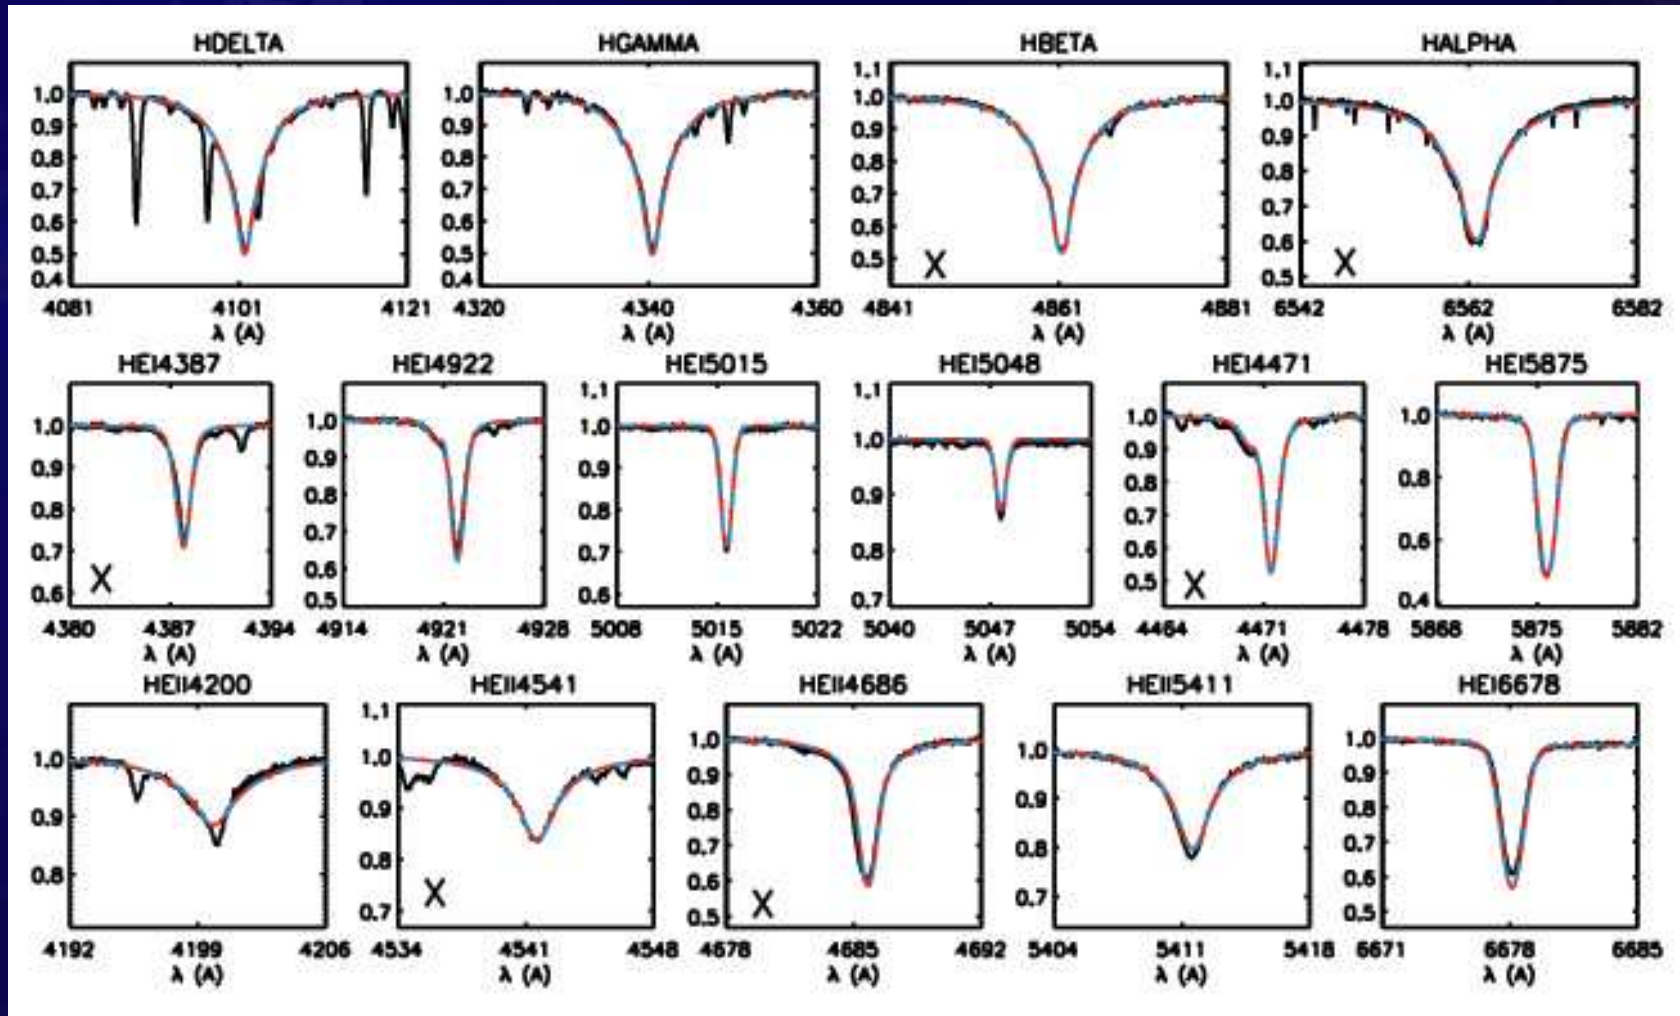 HDELTA HGAMMA HBETA HALPHA
1.0 0.9 0.8 0.7 0.6 0.5 0.4
1.0 0.9 0.8 0.7 0.6 0.5 0.4
1.1 1.0 0.9 0.8 0.7 0.6 0.5
1.1 1.0 0.9 0.8 0.7 0.6 0.5
X X
4081 4101 4121 4320 4340 4360 4841 4861 4881 6542 6562 6582
λ (A) λ (A) λ (A) λ (A)
HEI4387 HEI4922 HEI5015 HEI5048 HEI4471 HEI5875
1.0 0.9 0.8 0.7 0.6
1.0 0.9 0.8 0.7 0.6 0.5
1.1 1.0 0.9 0.8 0.7 0.6
1.1 1.0 0.9 0.8 0.7
1.0 0.9 0.8 0.7 0.6 0.5
1.0 0.8 0.6 0.4
X X
4380 4387 4394 4914 4921 4928 5008 5015 5022 5040 5047 5054 4464 4471 4478 5868 5875 5882
λ (A) λ (A) λ (A) λ (A) λ (A) λ (A)
HEII4200 HEII4541 HEII4686 HEII5411 HEI6678
1.0 0.9 0.8
1.1 1.0 0.9 0.8 0.7
1.0 0.9 0.8 0.7 0.6 0.5
1.0 0.9 0.8 0.7
1.0 0.9 0.8 0.7 0.6 0.5
X X
4192 4199 4206 4534 4541 4548 4678 4685 4692 5404 5411 5418 6671 6678 6685
λ (A) λ (A) λ (A) λ (A) λ (A)